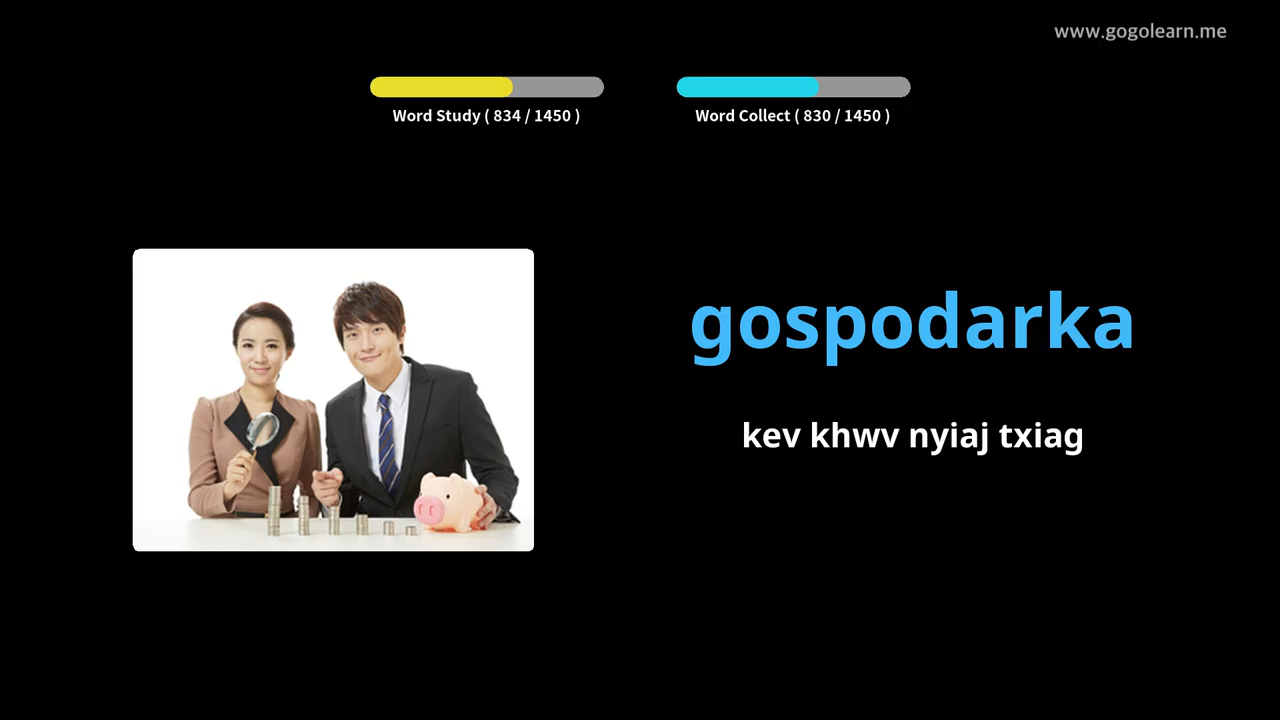 www.gogolearn.me
Word Study ( 834 / 1450 )
Word Collect ( 830 / 1450 )
gospodarka
kev khwv nyiaj txiag